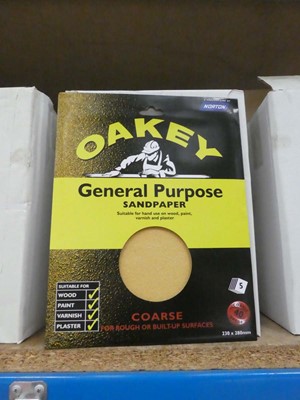 NORTON
OAKEY
General Purpose
SANDPAPER
Suitable for hand use on wood, paint,
varnish and plaster
SUITABLE FOR
WOOD
PAINT
VARNISH
PLASTER
5
COARSE
FOR ROUGH OR BUILT-UP SURFACES
230 x 280mm